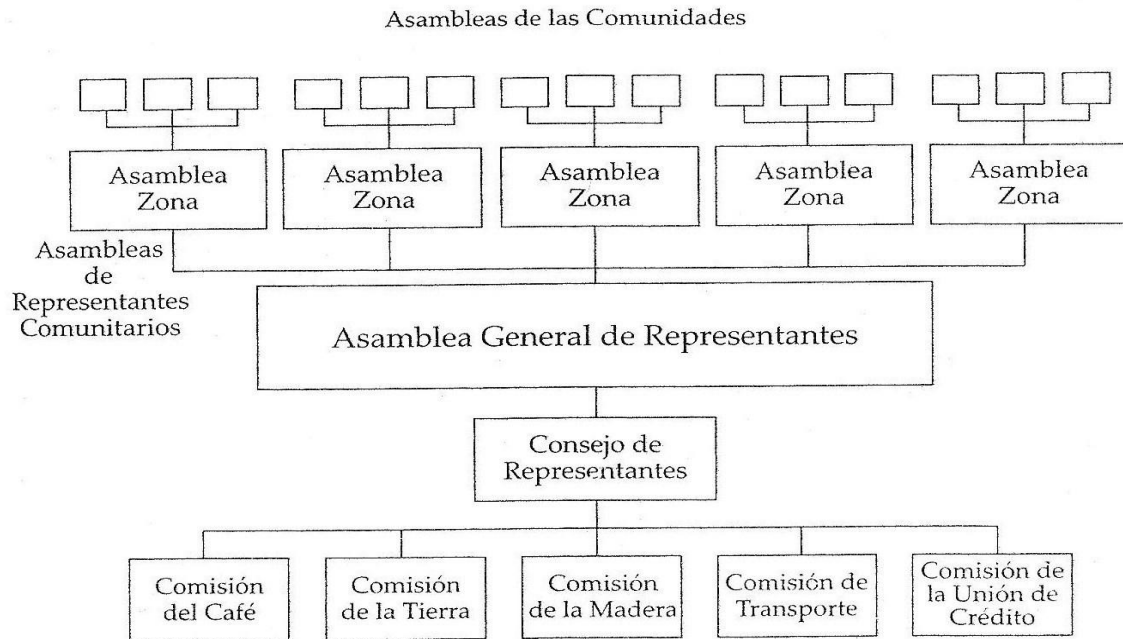 Asambleas de las Comunidades
Asamblea
Zona
Asamblea
Zona
Asamblea
Zona
Asamblea
Zona
Asamblea
Zona
Asambleas
de
Representantes
Comunitarios
Asamblea General de Representantes
Consejo de
Representantes
Comisión
del Café
Comisión
de la Tierra
Comisión
de la Madera
Comisión de
Transporte
Comisión de
la Unión de
Crédito